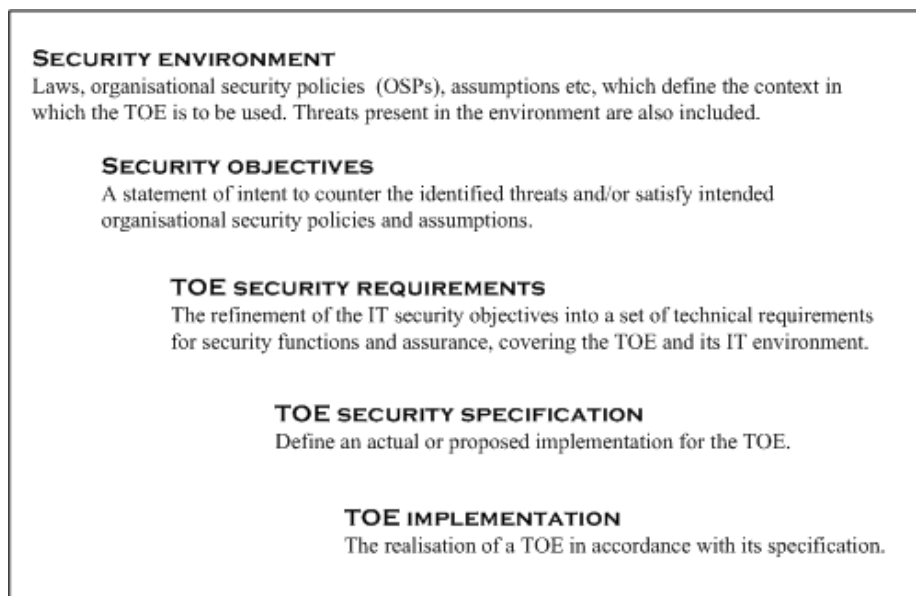 SECURITY ENVIRONMENT
Laws, organisational security policies (OSPs), assumptions etc, which define the context in
which the TOE is to be used. Threats present in the environment are also included.
SECURITY OBJECTIVES
A statement of intent to counter the identified threats and/or satisfy intended
organisational security policies and assumptions.
TOE SECURITY REQUIREMENTS
The refinement of the IT security objectives into a set of technical requirements
for security functions and assurance, covering the TOE and its IT environment.
TOE SECURITY SPECIFICATION
Define an actual or proposed implementation for the TOE.
TOE IMPLEMENTATION
The realisation of a TOE in accordance with its specification.